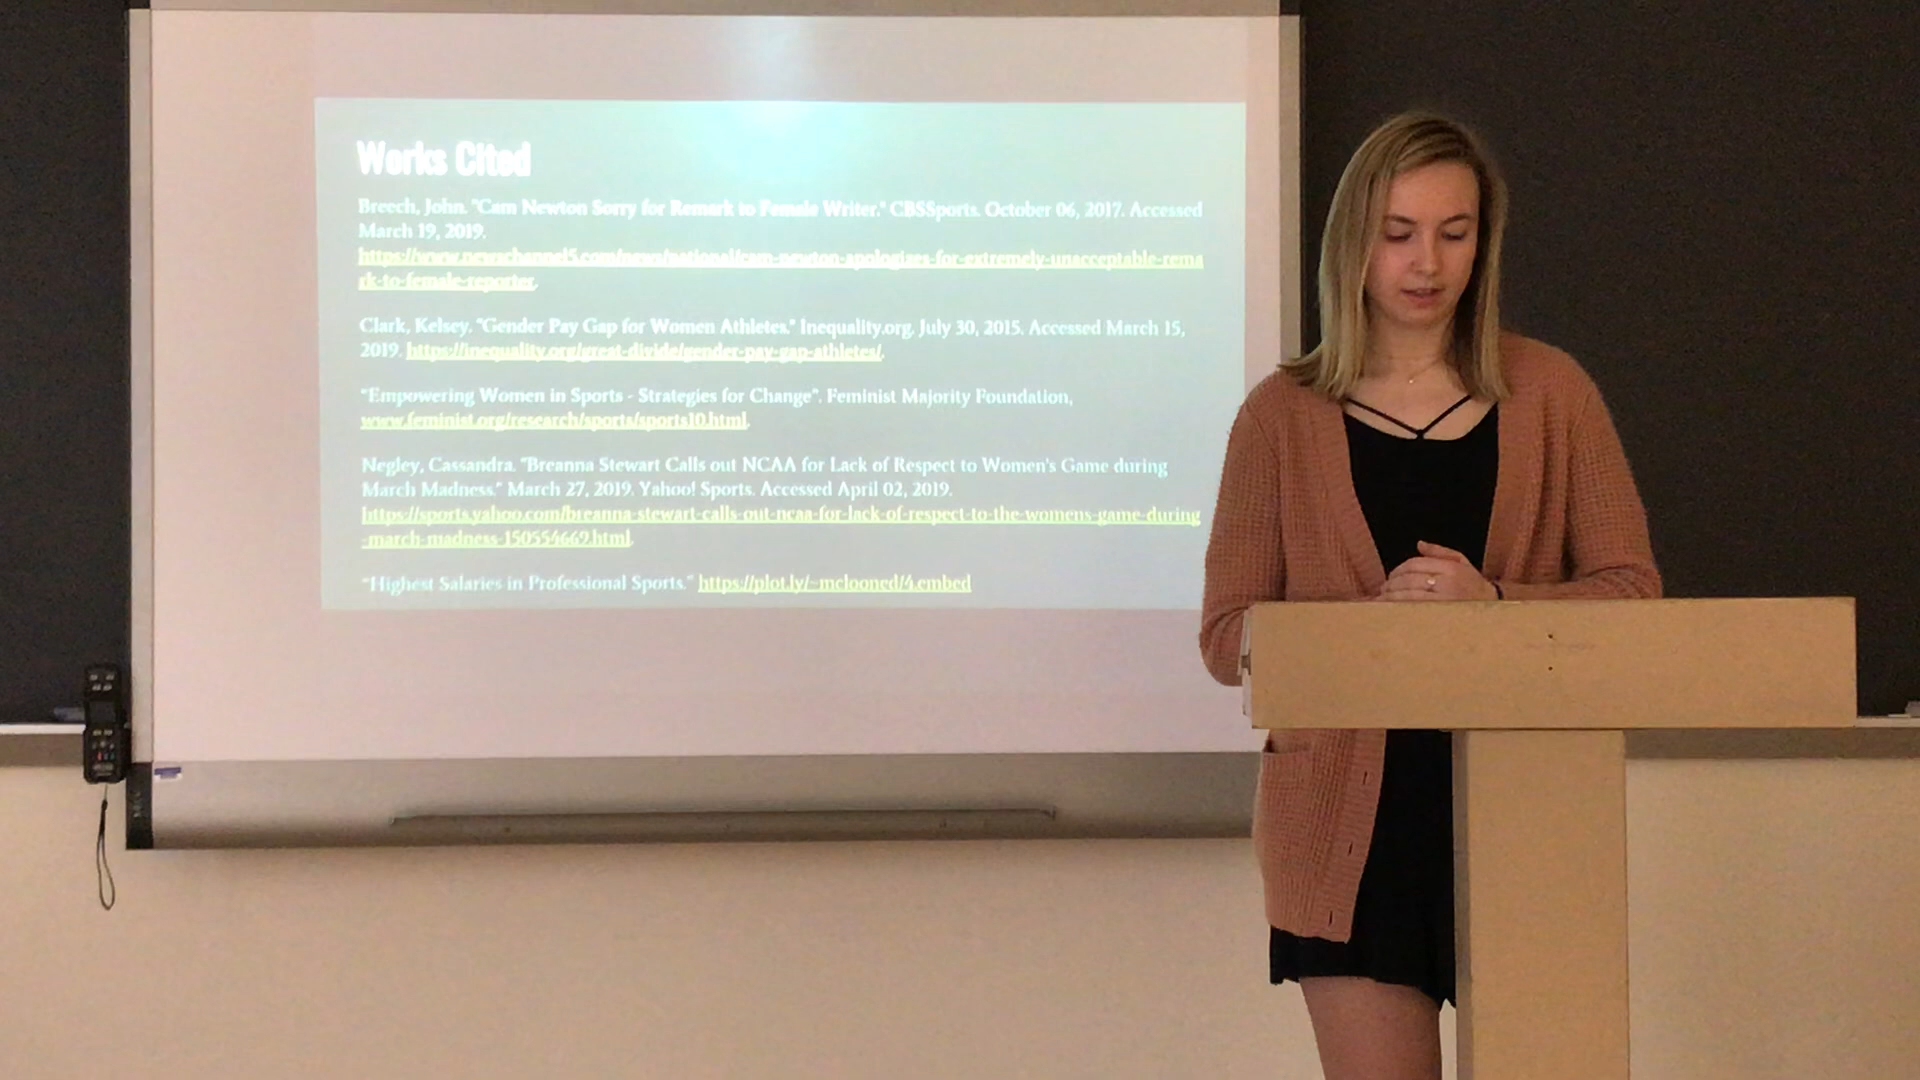 Works Cited
Breech, John. "Cam Newton Sorry for Remark to Female Writer." CBSSports. October 06, 2017. Accessed
March 19, 2019.
https://www.newschannel5.com/news/national/cam-newton-apologizes-for-extremely-unacceptable-rema
rk-to-female-reporter.
Clark, Kelsey. "Gender Pay Gap for Women Athletes." Inequality.org. July 30, 2015. Accessed March 15,
2019. https://inequality.org/great-divide/gender-pay-gap-athletes/.
"Empowering Women in Sports - Strategies for Change". Feminist Majority Foundation,
www.feminist.org/research/sports/sports10.html.
Negley, Cassandra. "Breanna Stewart Calls out NCAA for Lack of Respect to Women's Game during
March Madness." March 27, 2019. Yahoo! Sports. Accessed April 02, 2019.
https://sports.yahoo.com/breanna-stewart-calls-out-ncaa-for-lack-of-respect-to-the-womens-game-during
-march-madness-150554669.html.
"Highest Salaries in Professional Sports." https://plot.ly/~mclooned/4.embed